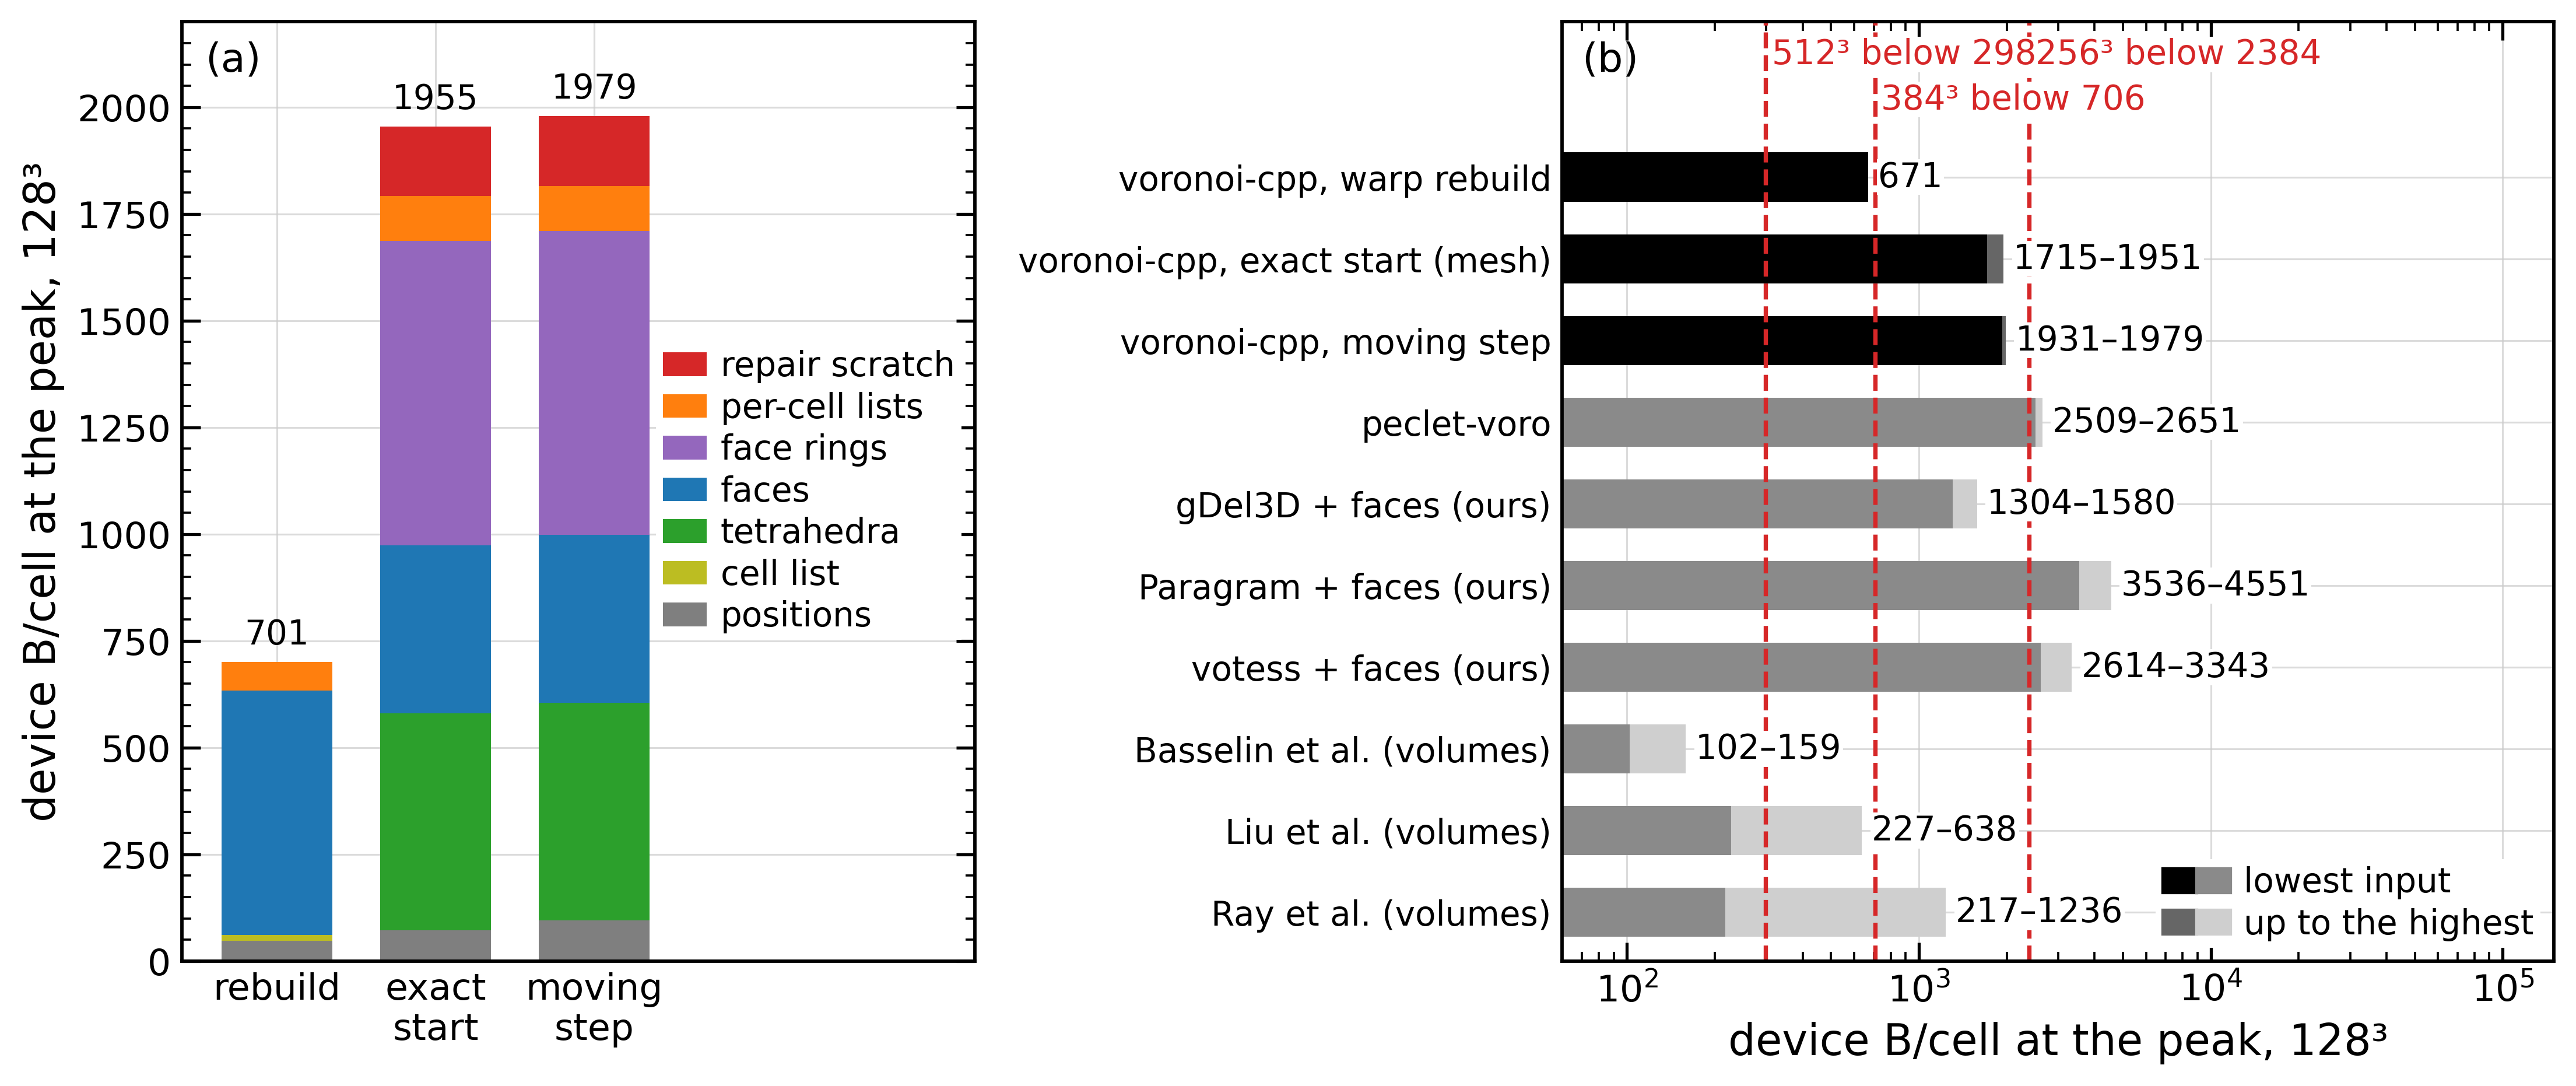 (a)
device B/cell at the peak, 128³
2000
1750
1500
1250
1000
750
500
250
0
701
1955
1979
repair scratch
per-cell lists
face rings
faces
tetrahedra
cell list
positions
rebuild
exact
start
moving
step
(b)
512³ below 298
256³ below 2384
384³ below 706
voronoi-cpp, warp rebuild
671
voronoi-cpp, exact start (mesh)
1715–1951
voronoi-cpp, moving step
1931–1979
peclet-voro
2509–2651
gDel3D + faces (ours)
1304–1580
Paragram + faces (ours)
3536–4551
votess + faces (ours)
2614–3343
Basselin et al. (volumes)
102–159
Liu et al. (volumes)
227–638
Ray et al. (volumes)
217–1236
lowest input
up to the highest
10²
10³
10⁴
10⁵
device B/cell at the peak, 128³